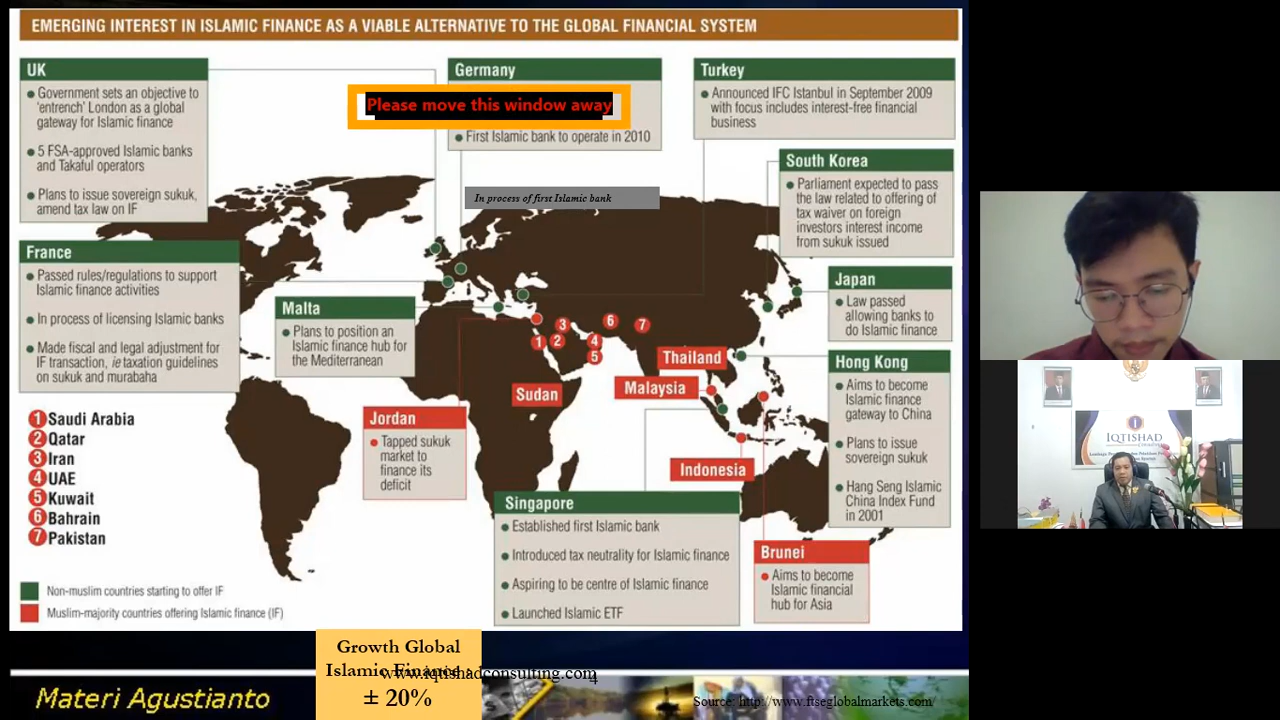 EMERGING INTEREST IN ISLAMIC FINANCE AS A VIABLE ALTERNATIVE TO THE GLOBAL FINANCIAL SYSTEM
UK
Government sets an objective to
‘entrench’ London as a global
gateway for Islamic finance
5 FSA-approved Islamic banks
and Takaful operators
Plans to issue sovereign sukuk,
amend tax law on IF
Germany
Please move this window away
First Islamic bank to operate in 2010
In process of first Islamic bank
Turkey
Announced IFC Istanbul in September 2009
with focus includes interest-free financial
business
South Korea
Parliament expected to pass
the law related to offering of
tax waiver on foreign
investors interest income
from sukuk issued
France
Passed rules/regulations to support
Islamic finance activities
In process of licensing Islamic banks
Made fiscal and legal adjustment for
IF transaction, ie taxation guidelines
on sukuk and murabaha
Malta
Plans to position an
Islamic finance hub for
the Mediterranean
Japan
Law passed
allowing banks to
do Islamic finance
Hong Kong
Aims to become
Islamic finance
gateway to China
Plans to issue
sovereign sukuk
Hang Seng Islamic
China Index Fund
in 2001
1
2
3
4
5
6
7
Thailand
Malaysia
Sudan
Indonesia
Jordan
Tapped sukuk
market to
finance its
deficit
1 Saudi Arabia
2 Qatar
3 Iran
4 UAE
5 Kuwait
6 Bahrain
7 Pakistan
Singapore
Established first Islamic bank
Introduced tax neutrality for Islamic finance
Aspiring to be centre of Islamic finance
Launched Islamic ETF
Brunei
Aims to become
Islamic financial
hub for Asia
Non-muslim countries starting to offer IF
Muslim-majority countries offering Islamic finance (IF)
Growth Global
Islamic Finance :
± 20%
www.iqtishadconsulting.com
4
Materi Agustianto
Source: http://www.ftseglobalmarkets.com/
IQTISHAD